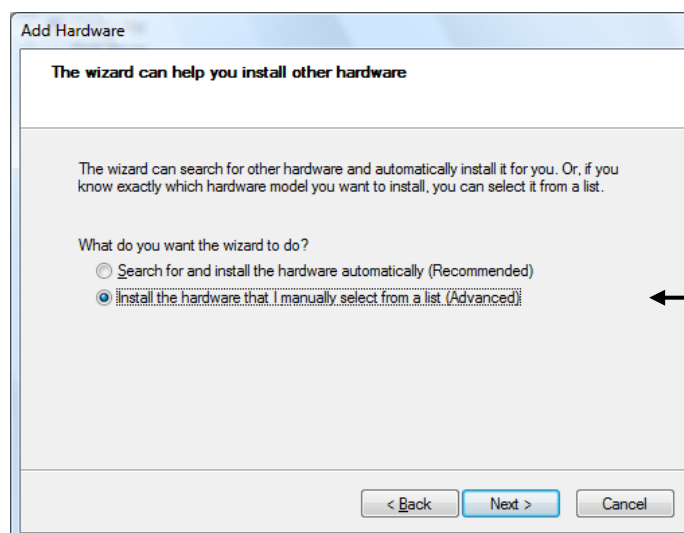 Add Hardware
The wizard can help you install other hardware
The wizard can search for other hardware and automatically install it for you. Or, if you
know exactly which hardware model you want to install, you can select it from a list.
What do you want the wizard to do?
Search for and install the hardware automatically (Recommended)
Install the hardware that I manually select from a list (Advanced)
< Back Next > Cancel